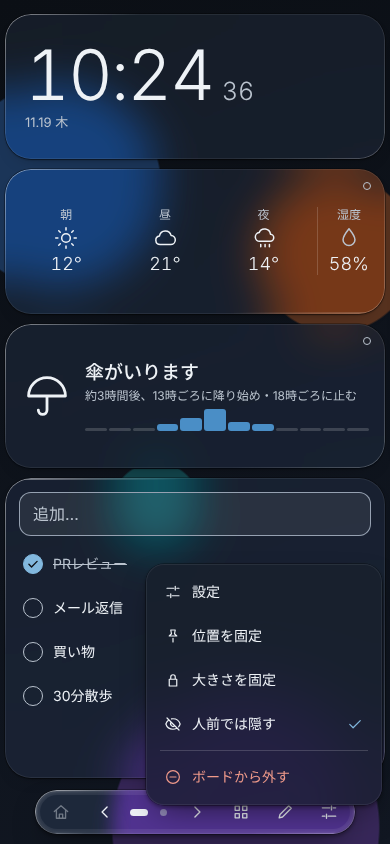 10:24 36
11.19 木
朝 昼 夜 湿度
12° 21° 14° 58%
傘がいります
約3時間後、13時ごろに降り始め・18時ごろに止む
追加...
PRレビュー
メール返信
買い物
30分散歩
設定
位置を固定
大きさを固定
人前では隠す
ボードから外す